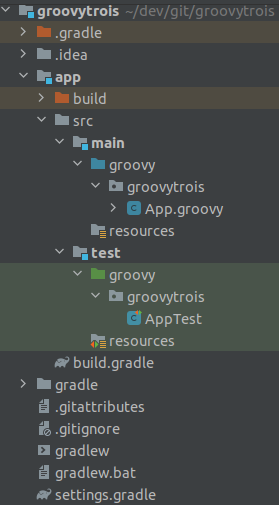 groovytrois ~/dev/git/groovytrois
.gradle
.idea
app
build
src
main
groovy
groovytrois
App.groovy
resources
test
groovy
groovytrois
AppTest
resources
build.gradle
gradle
.gitattributes
.gitignore
gradlew
gradlew.bat
settings.gradle